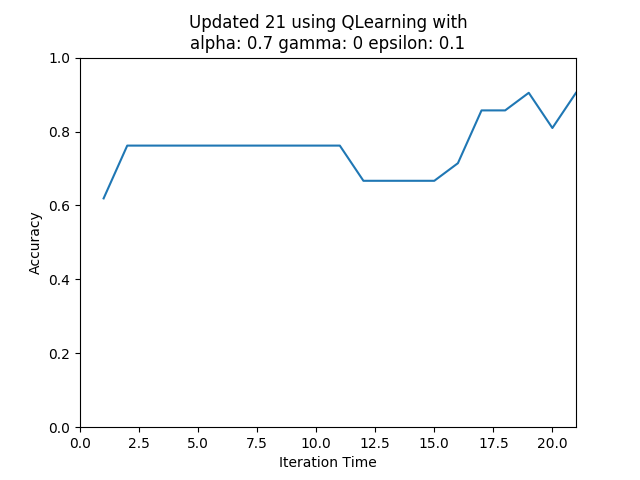 Updated 21 using QLearning with
alpha: 0.7 gamma: 0 epsilon: 0.1
1.0
0.8
0.6
0.4
0.2
0.0
Accuracy
0.0 2.5 5.0 7.5 10.0 12.5 15.0 17.5 20.0
Iteration Time